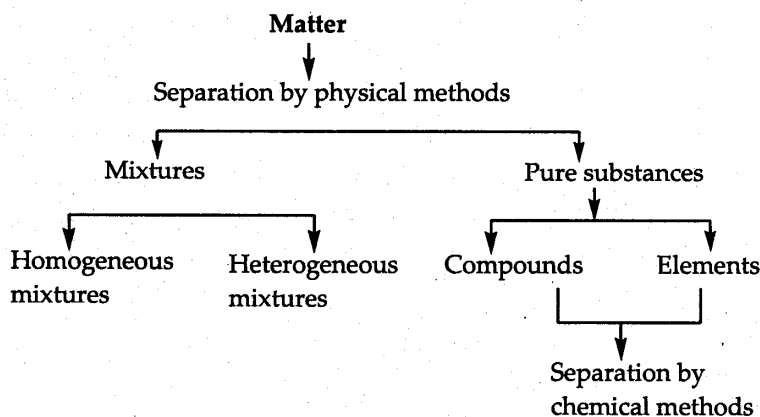 Matter
Separation by physical methods
Mixtures
Pure substances
Homogeneous
mixtures
Heterogeneous
mixtures
Compounds
Elements
Separation by
chemical methods